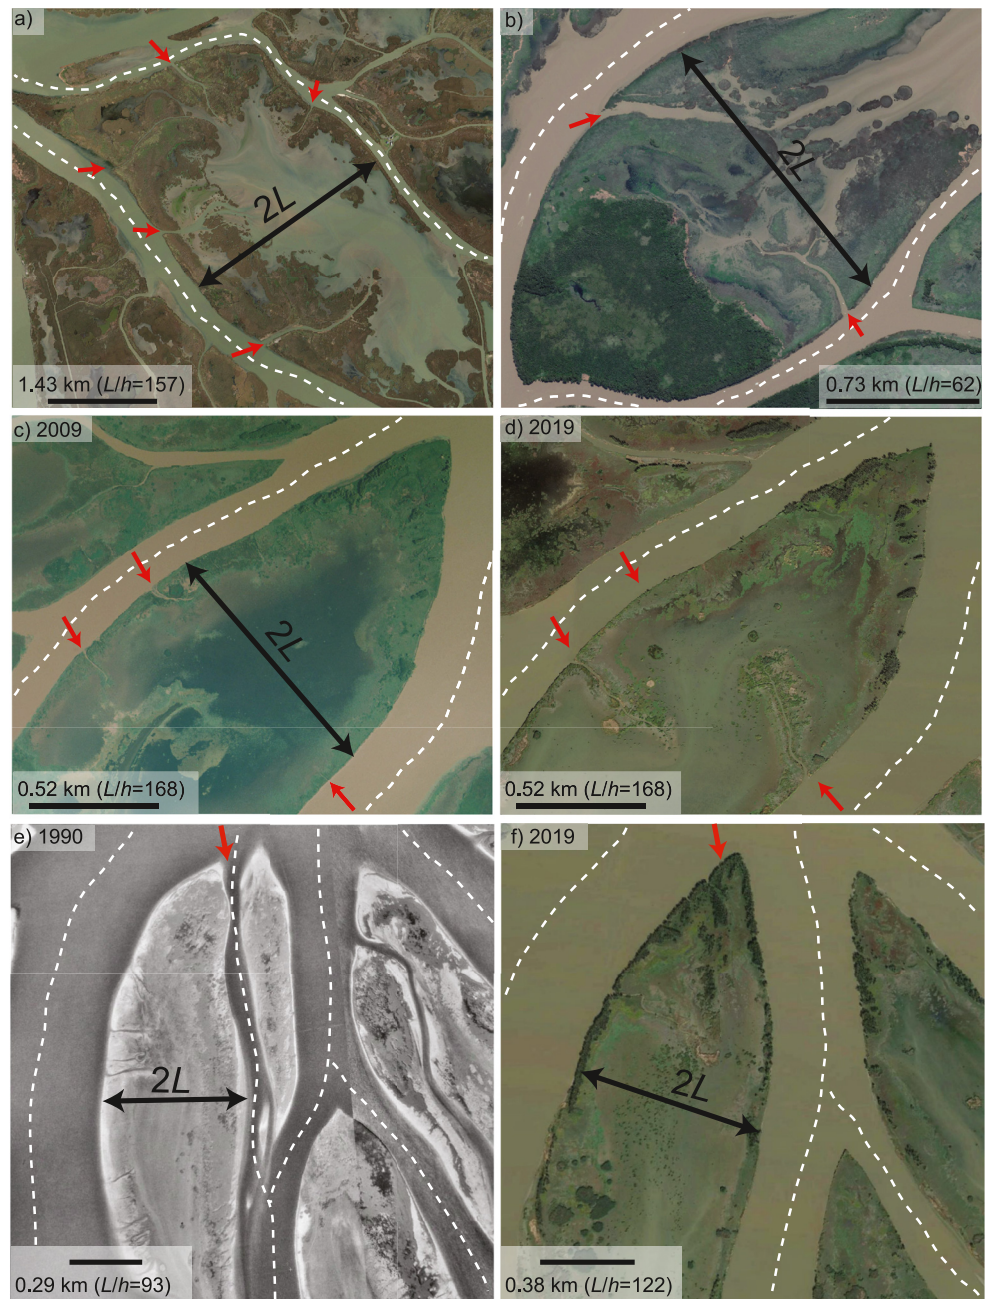 a)
2L
1.43 km (L/h=157)
b)
2L
0.73 km (L/h=62)
c) 2009
2L
0.52 km (L/h=168)
d) 2019
0.52 km (L/h=168)
e) 1990
2L
0.29 km (L/h=93)
f) 2019
2L
0.38 km (L/h=122)